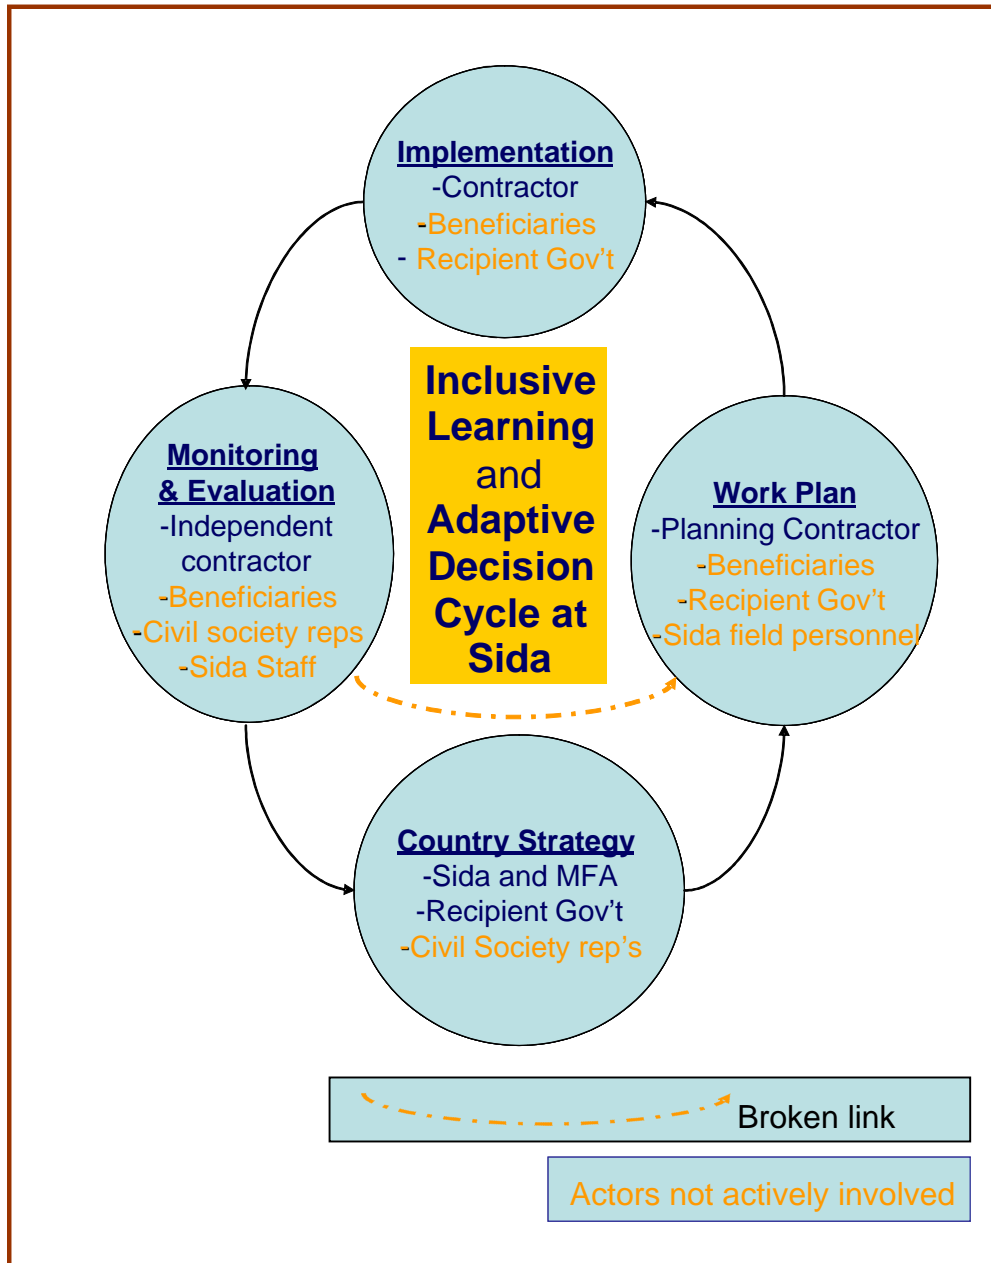 Implementation
-Contractor
-Beneficiaries
- Recipient Gov't
Inclusive
Learning
and
Adaptive
Decision
Cycle at
Sida
Monitoring
& Evaluation
-Independent
contractor
-Beneficiaries
-Civil society reps
-Sida Staff
Work Plan
-Planning Contractor
-Beneficiaries
-Recipient Gov't
-Sida field personnel
Country Strategy
-Sida and MFA
-Recipient Gov't
-Civil Society rep's
Broken link
Actors not actively involved